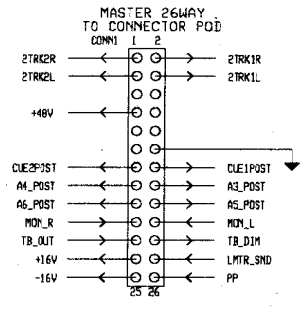 MASTER 26WAY
TO CONNECTOR POD
CONN1 1 2
2TRK2R 2TRK1R
2TRK2L 2TRK1L
+48V
CUE2POST CUE1POST
A4_POST A3_POST
A6_POST A5_POST
MON_R MON_L
TB_OUT TB_DIM
+16V LMTR_SND
-16V PP
25 26